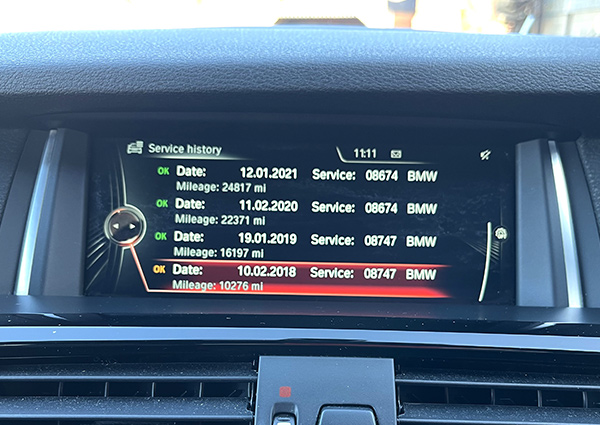 Service history 11:11
OK Date: 12.01.2021 Service: 08674 BMW
Mileage: 24817 mi
OK Date: 11.02.2020 Service: 08674 BMW
Mileage: 22371 mi
OK Date: 19.01.2019 Service: 08747 BMW
Mileage: 16197 mi
OK Date: 10.02.2018 Service: 08747 BMW
Mileage: 10276 mi